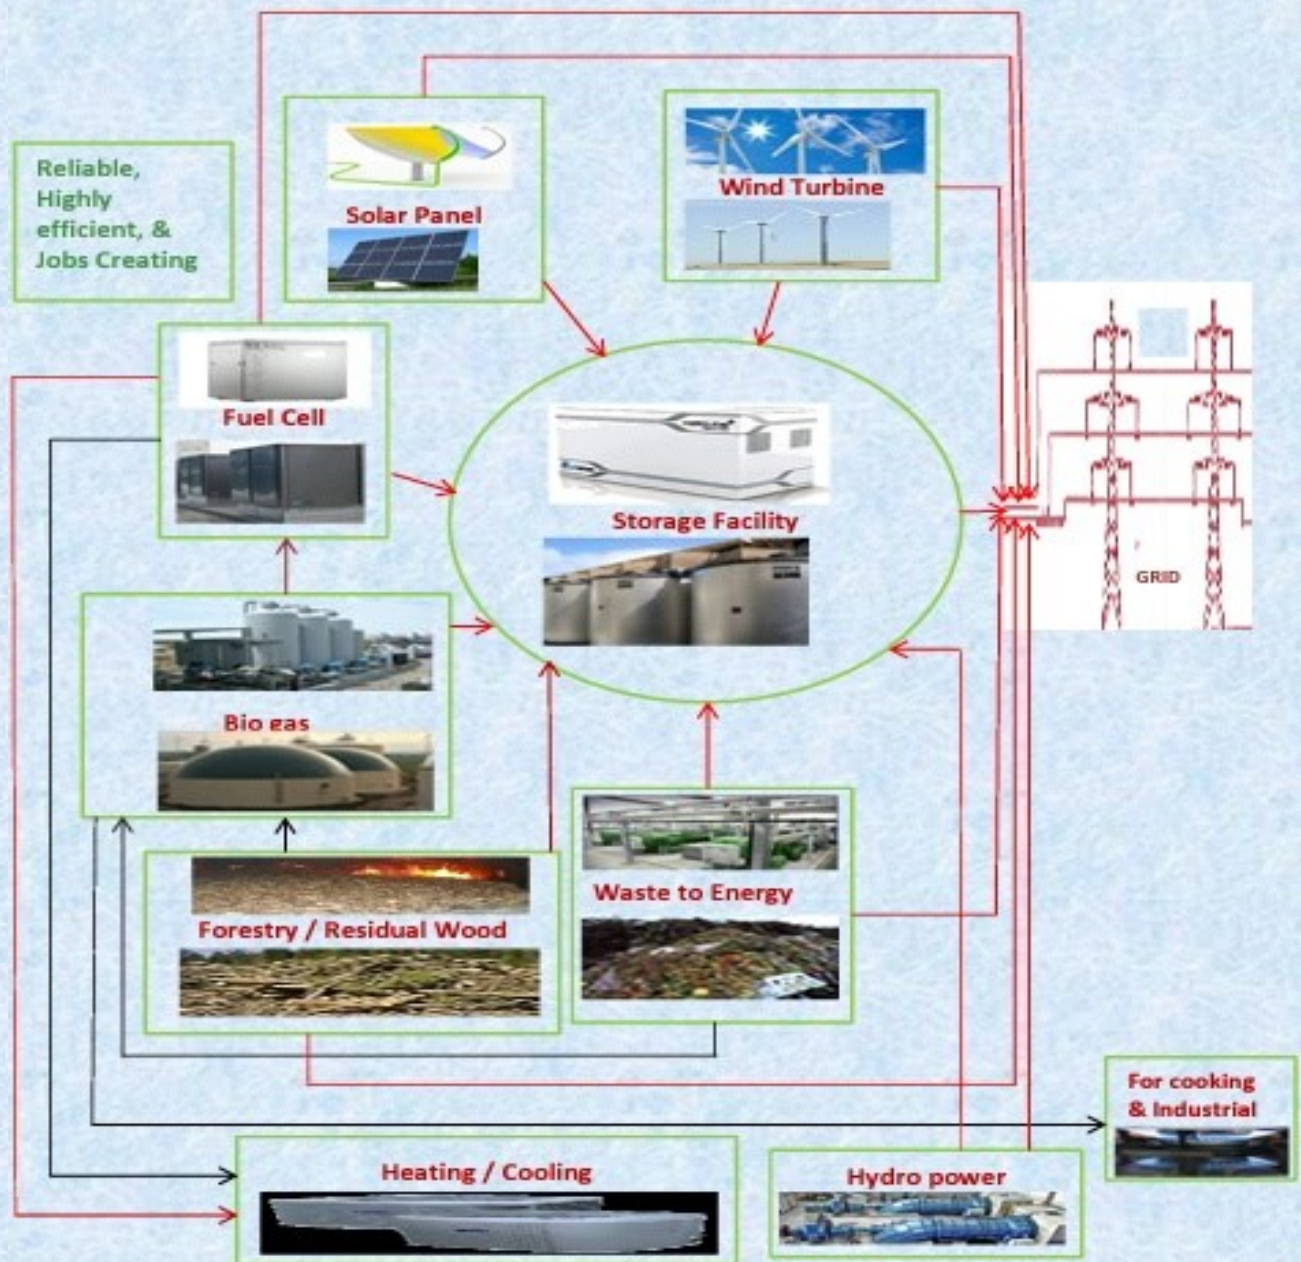 Reliable,
Highly
efficient, &
Jobs Creating
Solar Panel
Wind Turbine
Fuel Cell
Storage Facility
GRID
Bio gas
Waste to Energy
Forestry / Residual Wood
For cooking
& Industrial
Heating / Cooling
Hydro power